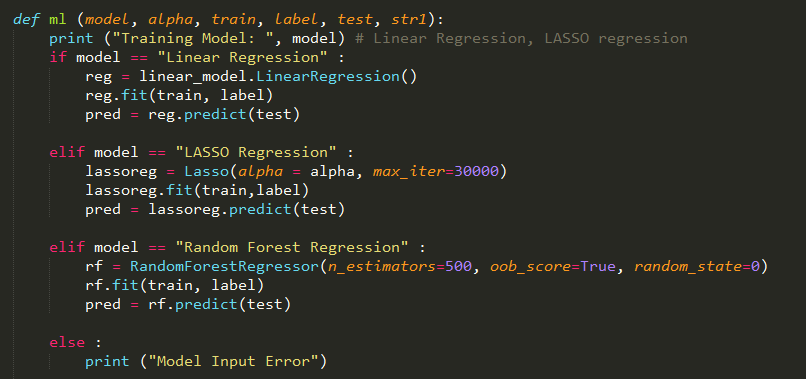 def ml (model, alpha, train, label, test, str1):
    print ("Training Model: ", model) # Linear Regression, LASSO regression
    if model == "Linear Regression" :
        reg = linear_model.LinearRegression()
        reg.fit(train, label)
        pred = reg.predict(test)
    elif model == "LASSO Regression" :
        lassoreg = Lasso(alpha = alpha, max_iter=30000)
        lassoreg.fit(train,label)
        pred = lassoreg.predict(test)
    elif model == "Random Forest Regression" :
        rf = RandomForestRegressor(n_estimators=500, oob_score=True, random_state=0)
        rf.fit(train, label)
        pred = rf.predict(test)
    else :
        print ("Model Input Error")